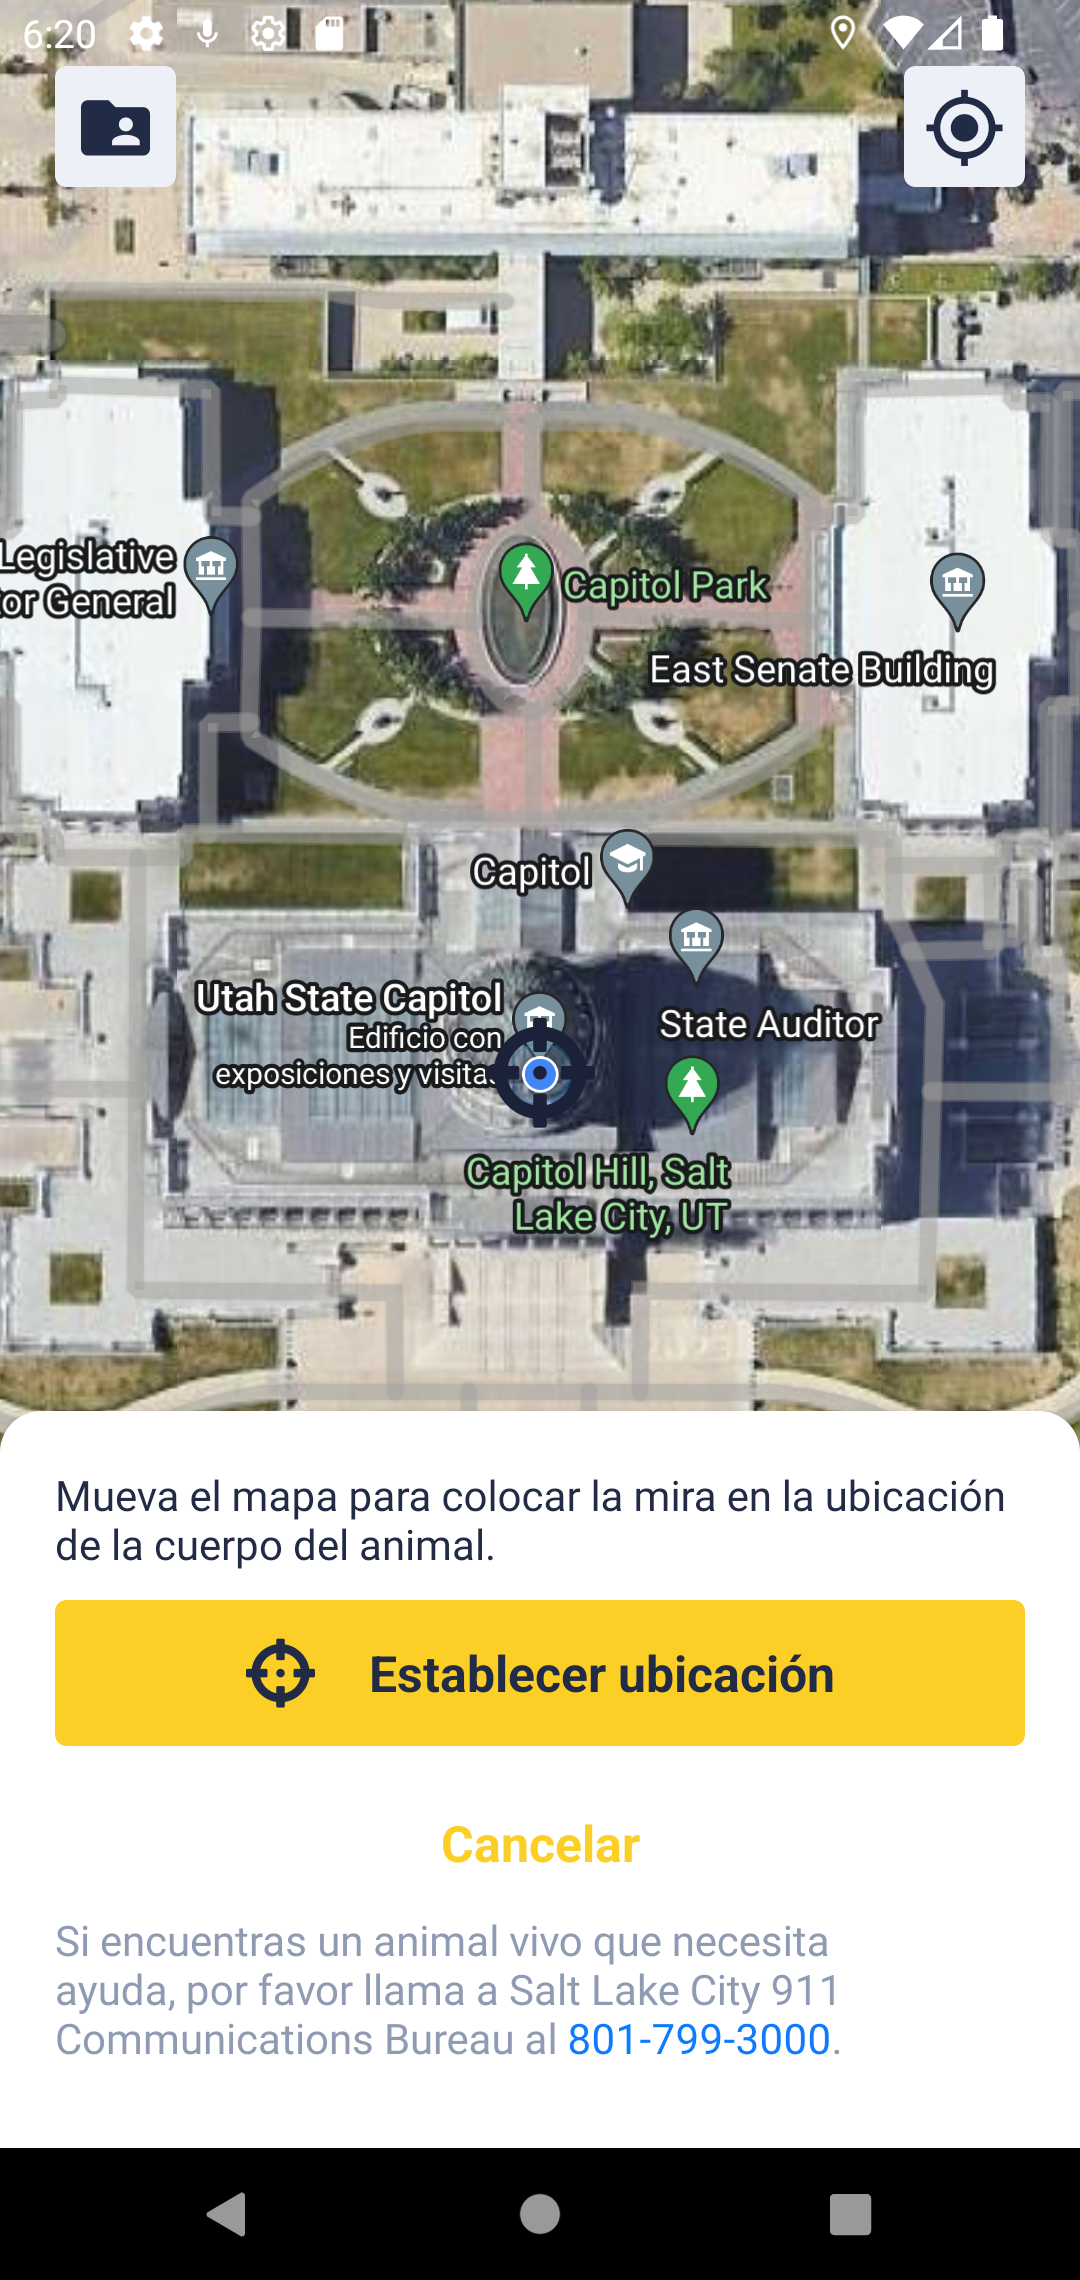 6:20
Legislative
or General
Capitol Park
East Senate Building
Capitol
Utah State Capitol
Edificio con
exposiciones y visitas
State Auditor
Capitol Hill, Salt
Lake City, UT
Mueva el mapa para colocar la mira en la ubicación
de la cuerpo del animal.
Establecer ubicación
Cancelar
Si encuentras un animal vivo que necesita
ayuda, por favor llama a Salt Lake City 911
Communications Bureau al 801-799-3000.